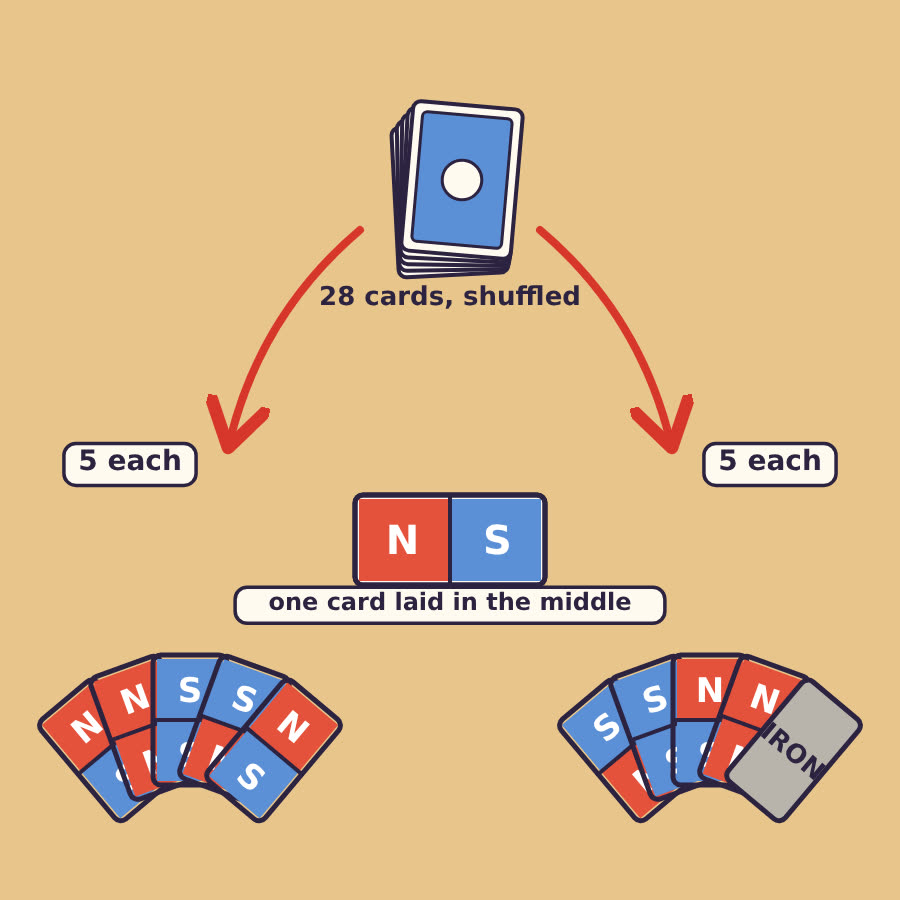 28 cards, shuffled
5 each
5 each
N S
one card laid in the middle
N N S S N
S
S S N N IRON